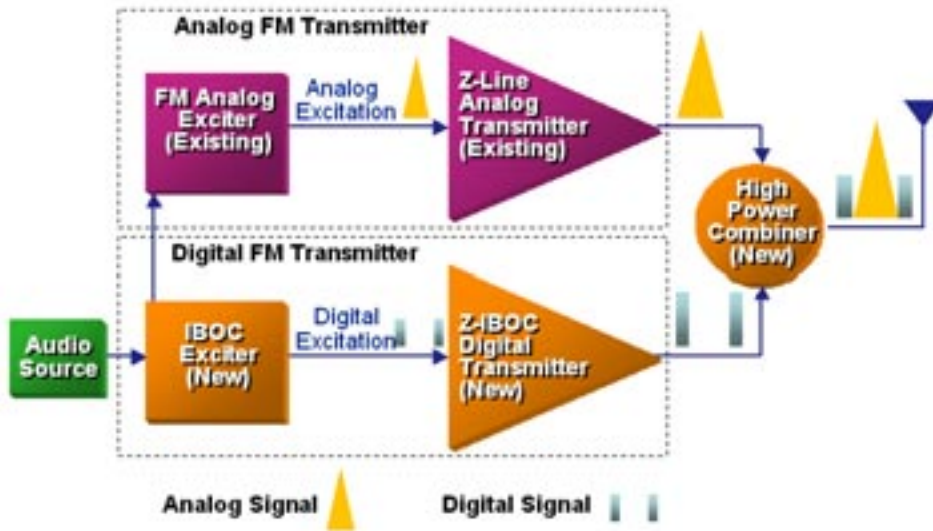 Analog FM Transmitter
FM Analog
Exciter
(Existing)
Analog
Excitation
Z-Line
Analog
Transmitter
(Existing)
High
Power
Combiner
(New)
Digital FM Transmitter
Audio
Source
IBOC
Exciter
(New)
Digital
Excitation
Z-IBOC
Digital
Transmitter
(New)
Analog Signal
Digital Signal